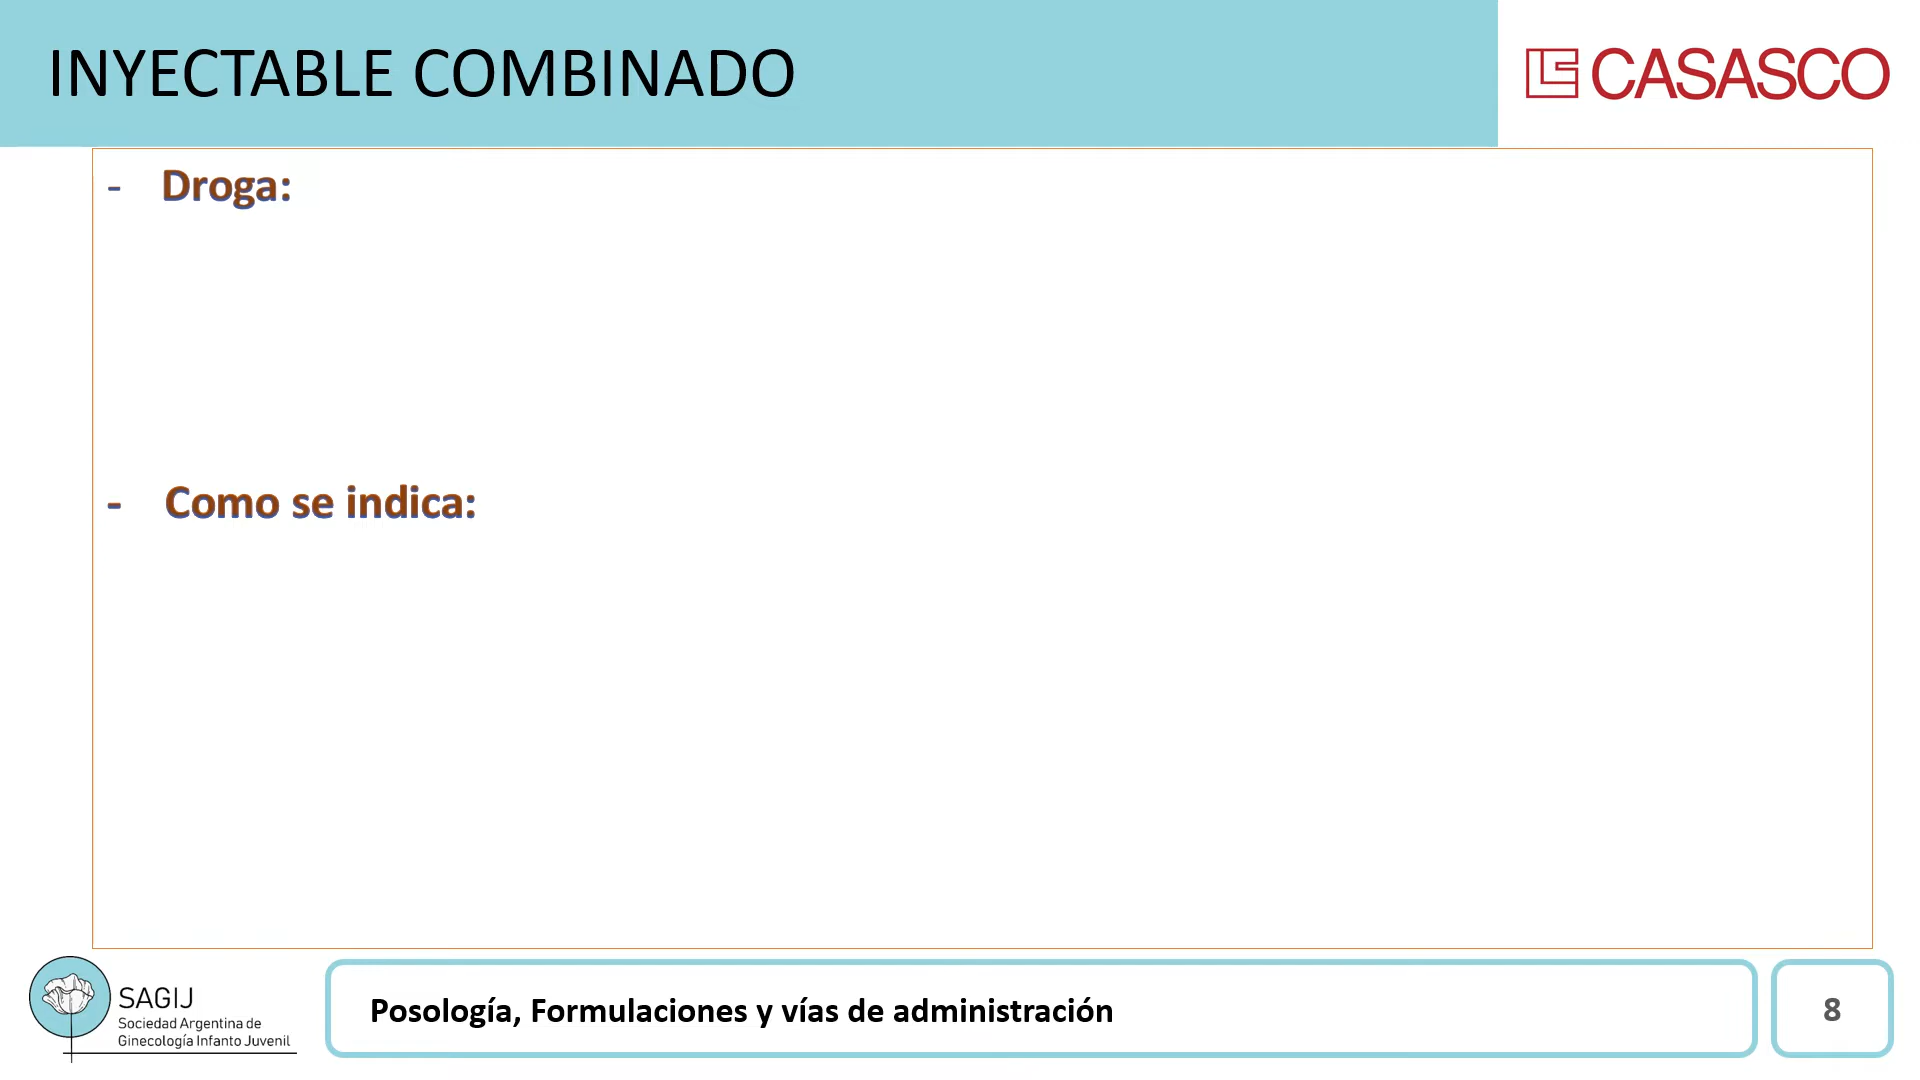 INYECTABLE COMBINADO
CASASCO
- Droga:
- Como se indica:
SAGIJ
Sociedad Argentina de
Ginecología Infanto Juvenil
Posología, Formulaciones y vías de administración
8